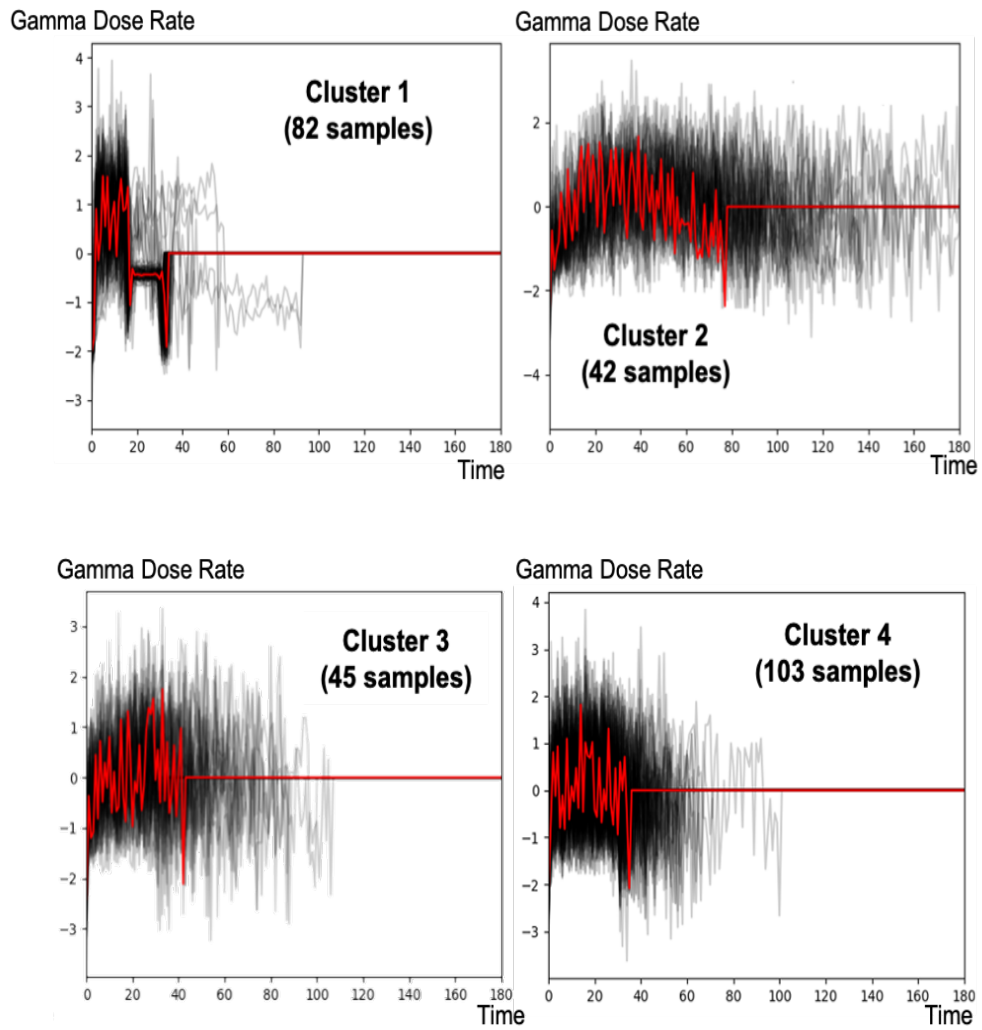 Gamma Dose Rate
Cluster 1
(82 samples)
4
3
2
1
0
−1
−2
−3
0 20 40 60 80 100 120 140 160 180
Time
Gamma Dose Rate
2
0
−2
−4
Cluster 2
(42 samples)
0 20 40 60 80 100 120 140 160 180
Time
Gamma Dose Rate
Cluster 3
(45 samples)
3
2
1
0
−1
−2
−3
0 20 40 60 80 100 120 140 160 180
Time
Gamma Dose Rate
Cluster 4
(103 samples)
4
3
2
1
0
−1
−2
−3
0 20 40 60 80 100 120 140 160 180
Time